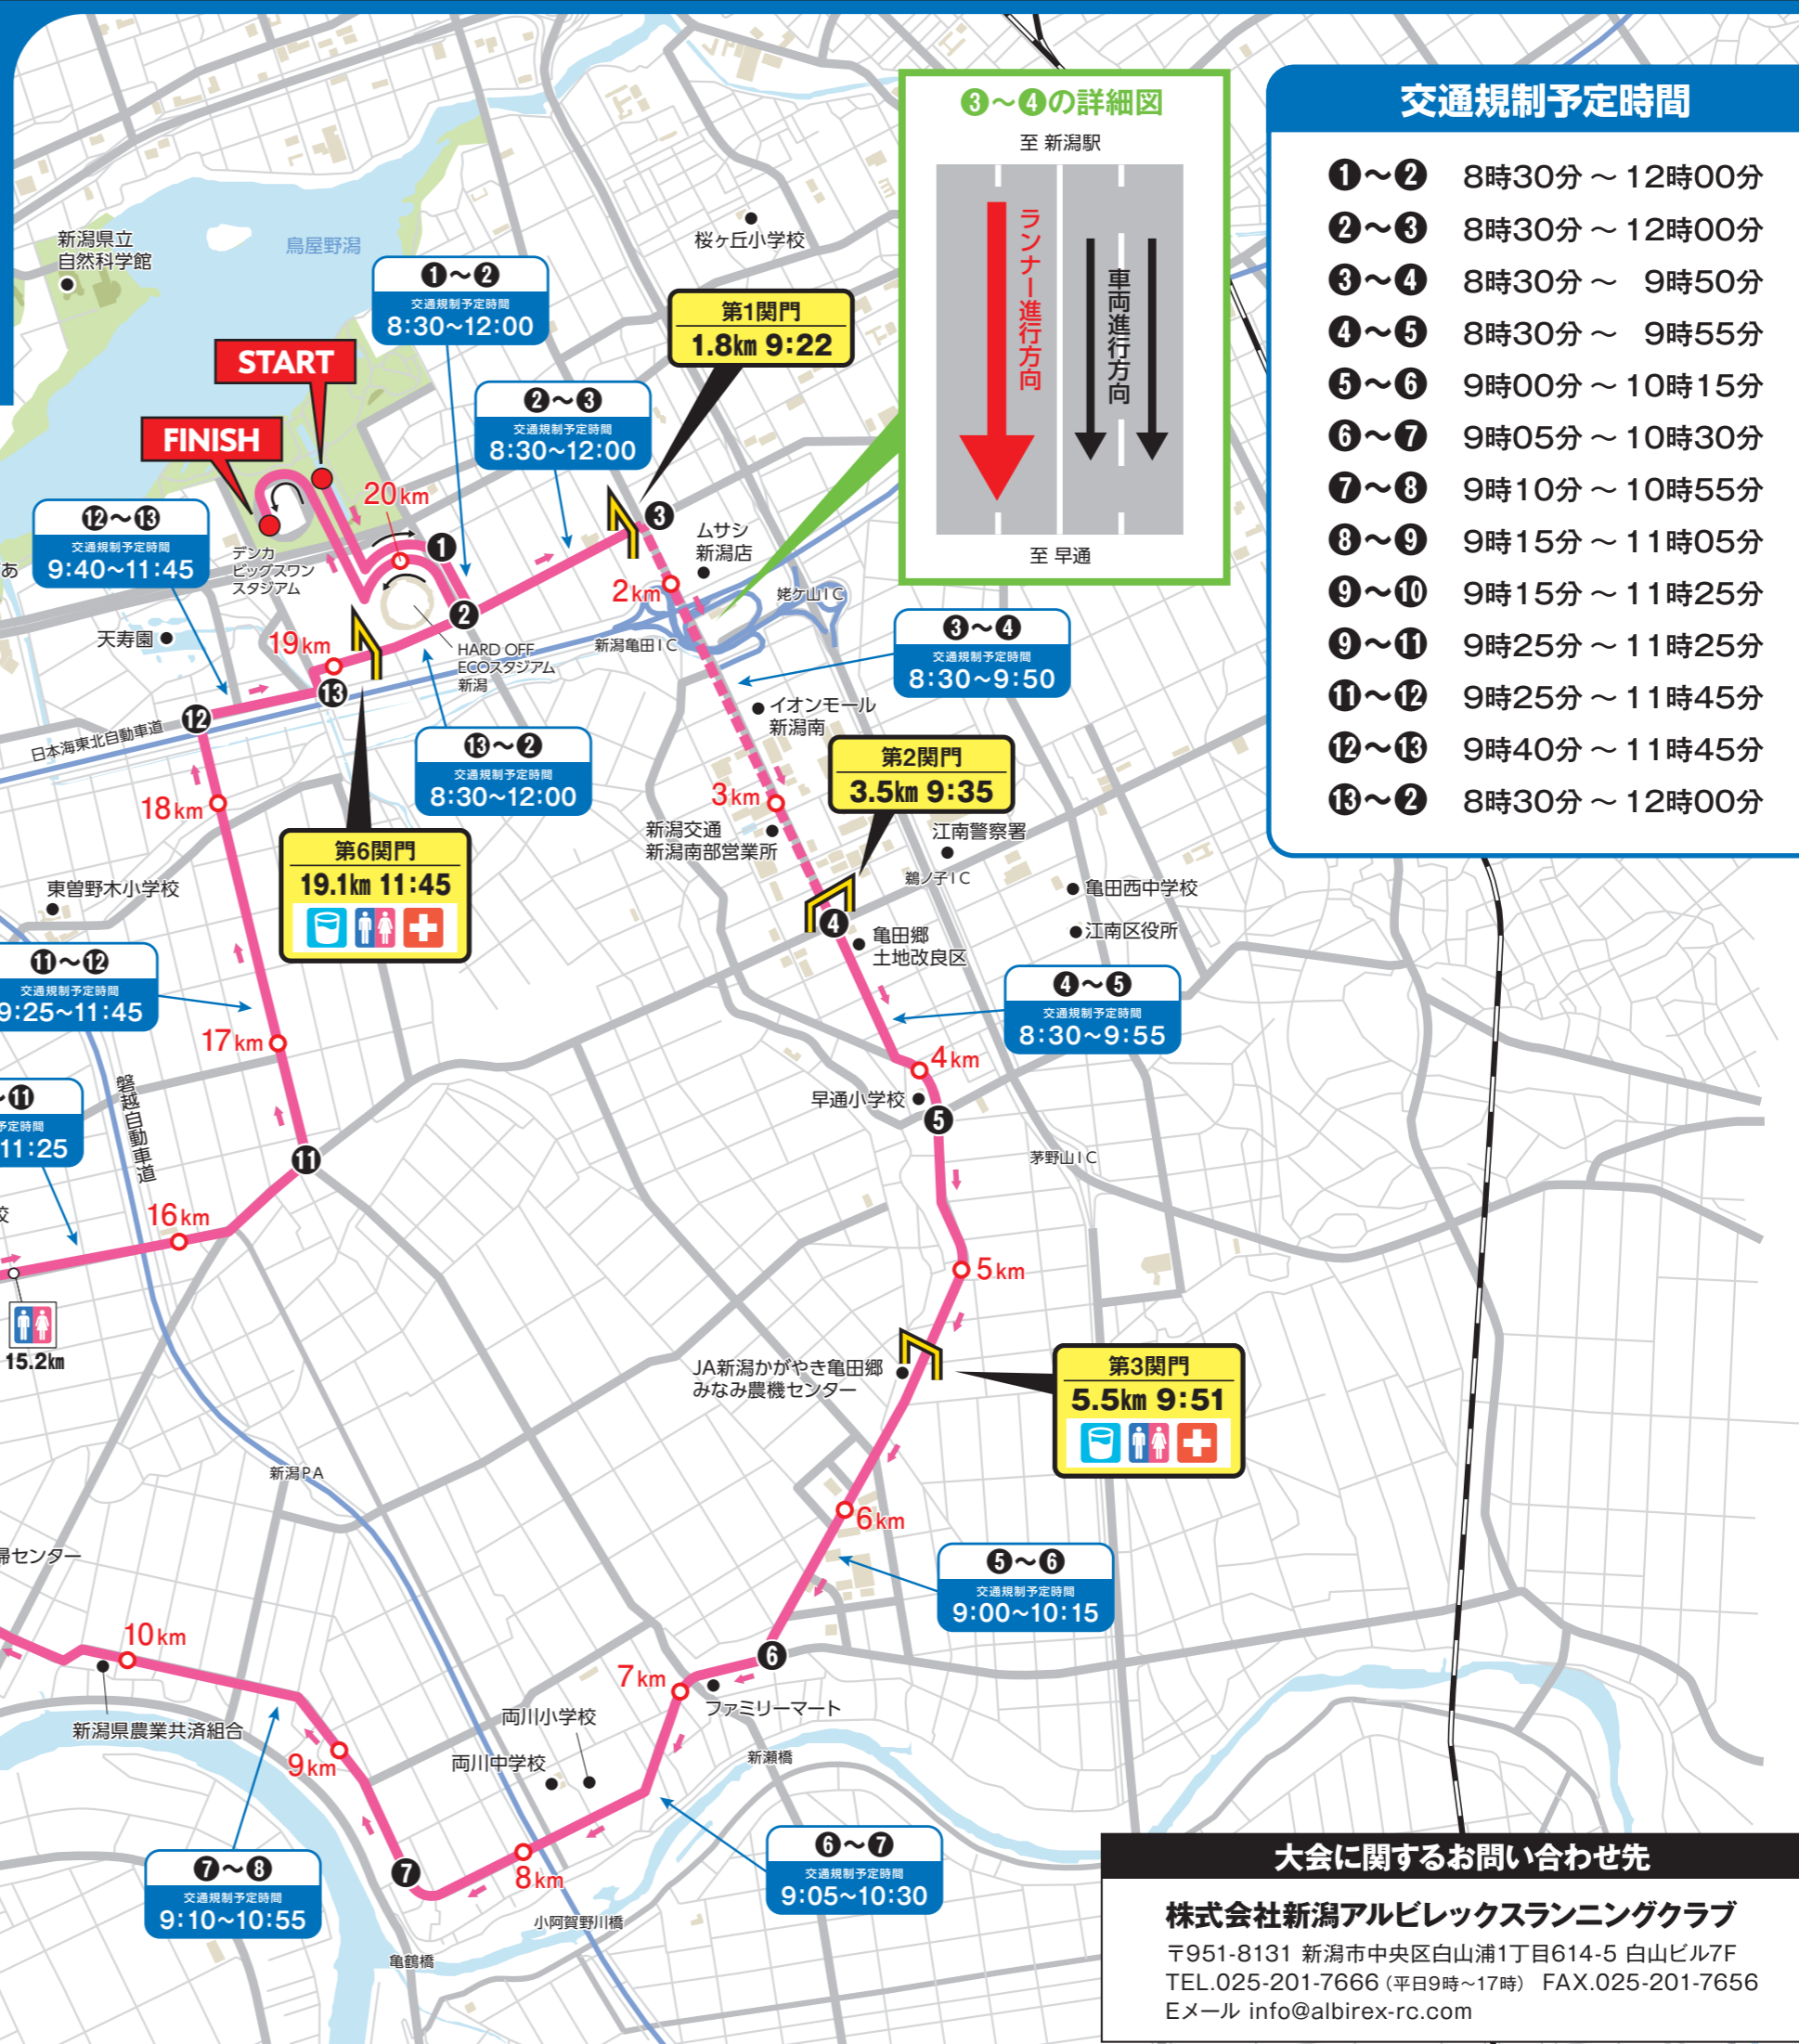 新潟県立
自然科学館
鳥屋野潟
❶〜❷
交通規制予定時間
8:30~12:00
桜ヶ丘小学校
第1関門
1.8km 9:22
START
FINISH
❷〜❸
交通規制予定時間
8:30~12:00
❸〜❹の詳細図
至 新潟駅
ランナー進行方向
車両進行方向
至 早通
交通規制予定時間
❶〜❷ 8時30分 〜 12時00分
❷〜❸ 8時30分 〜 12時00分
❸〜❹ 8時30分 〜 9時50分
❹〜❺ 8時30分 〜 9時55分
❺〜❻ 9時00分 〜 10時15分
❻〜❼ 9時05分 〜 10時30分
❼〜❽ 9時10分 〜 10時55分
❽〜❾ 9時15分 〜 11時05分
❾〜❿ 9時15分 〜 11時25分
❾〜⓫ 9時25分 〜 11時25分
⓫〜⓬ 9時25分 〜 11時45分
⓬〜⓭ 9時40分 〜 11時45分
⓭〜❷ 8時30分 〜 12時00分
⓬〜⓭
交通規制予定時間
9:40~11:45
あ
デンカ
ビッグスワン
スタジアム
20km
❶
❷
❸
ムサシ
新潟店
2km
姥ケ山IC
新潟亀田IC
天寿園
19km
HARD OFF
ECOスタジアム
新潟
⓭
⓬
日本海東北自動車道
❸〜❹
交通規制予定時間
8:30~9:50
イオンモール
新潟南
⓭〜❷
交通規制予定時間
8:30~12:00
第2関門
3.5km 9:35
18km
3km
新潟交通
新潟南部営業所
江南警察署
鵜ノ子IC
第6関門
19.1km 11:45
東曽野木小学校
亀田西中学校
江南区役所
❹
亀田郷
土地改良区
⓫〜⓬
交通規制予定時間
9:25~11:45
❹〜❺
交通規制予定時間
8:30~9:55
17km
4km
早通小学校
❺
〜⓫
予定時間
11:25
磐越自動車道
⓫
茅野山IC
校
16km
5km
15.2km
JA新潟かがやき亀田郷
みなみ農機センター
第3関門
5.5km 9:51
新潟PA
6km
帰センター
❺〜❻
交通規制予定時間
9:00~10:15
10km
❻
7km
ファミリーマート
新潟県農業共済組合
両川小学校
両川中学校
新瀬橋
9km
❼〜❽
交通規制予定時間
9:10~10:55
❼
8km
❻〜❼
交通規制予定時間
9:05~10:30
小阿賀野川橋
亀鶴橋
大会に関するお問い合わせ先
株式会社新潟アルビレックスランニングクラブ
〒951-8131 新潟市中央区白山浦1丁目614-5 白山ビル7F
TEL.025-201-7666（平日9時〜17時） FAX.025-201-7656
Eメール info@albirex-rc.com